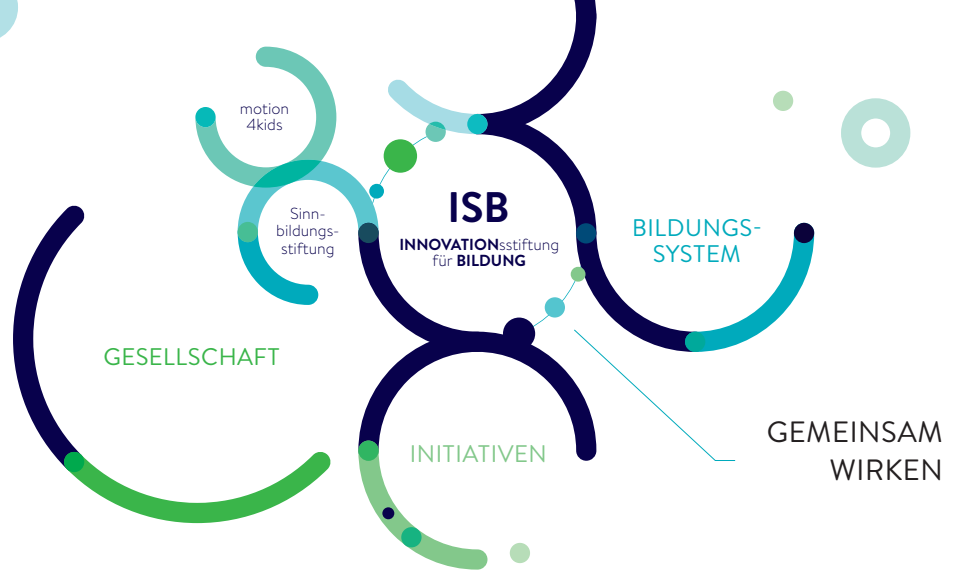 motion
4kids
Sinn-
bildungs-
stiftung
ISB
INNOVATIONsstiftung
für BILDUNG
BILDUNGS-
SYSTEM
GESELLSCHAFT
INITIATIVEN
GEMEINSAM
WIRKEN